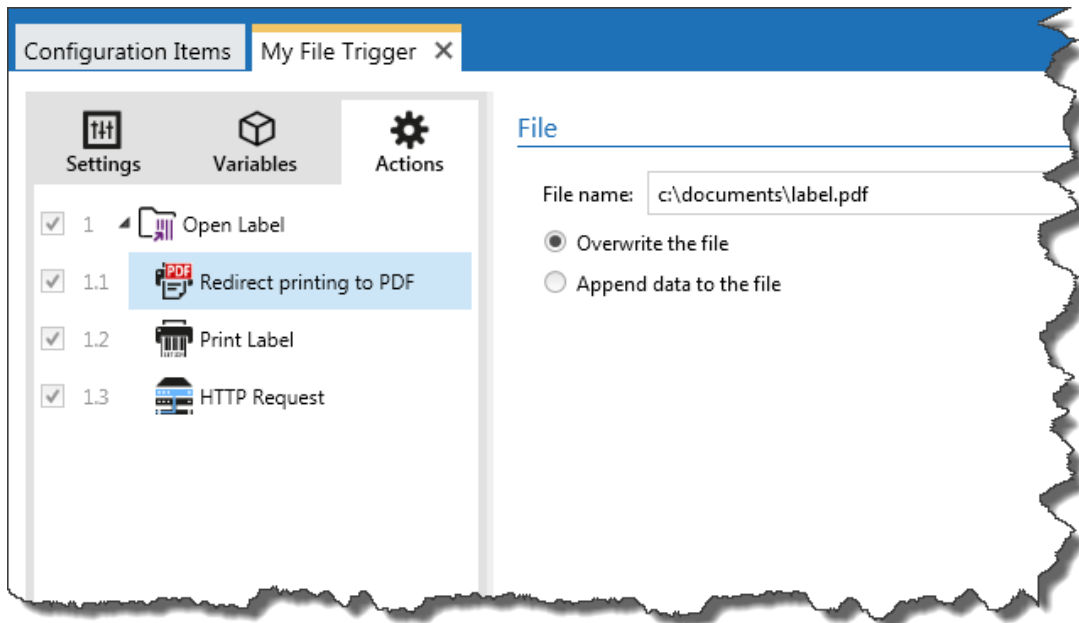 Configuration Items
My File Trigger
Settings
Variables
Actions
File
File name: c:\documents\label.pdf
Overwrite the file
Append data to the file
1 Open Label
1.1 PDF Redirect printing to PDF
1.2 Print Label
1.3 HTTP Request